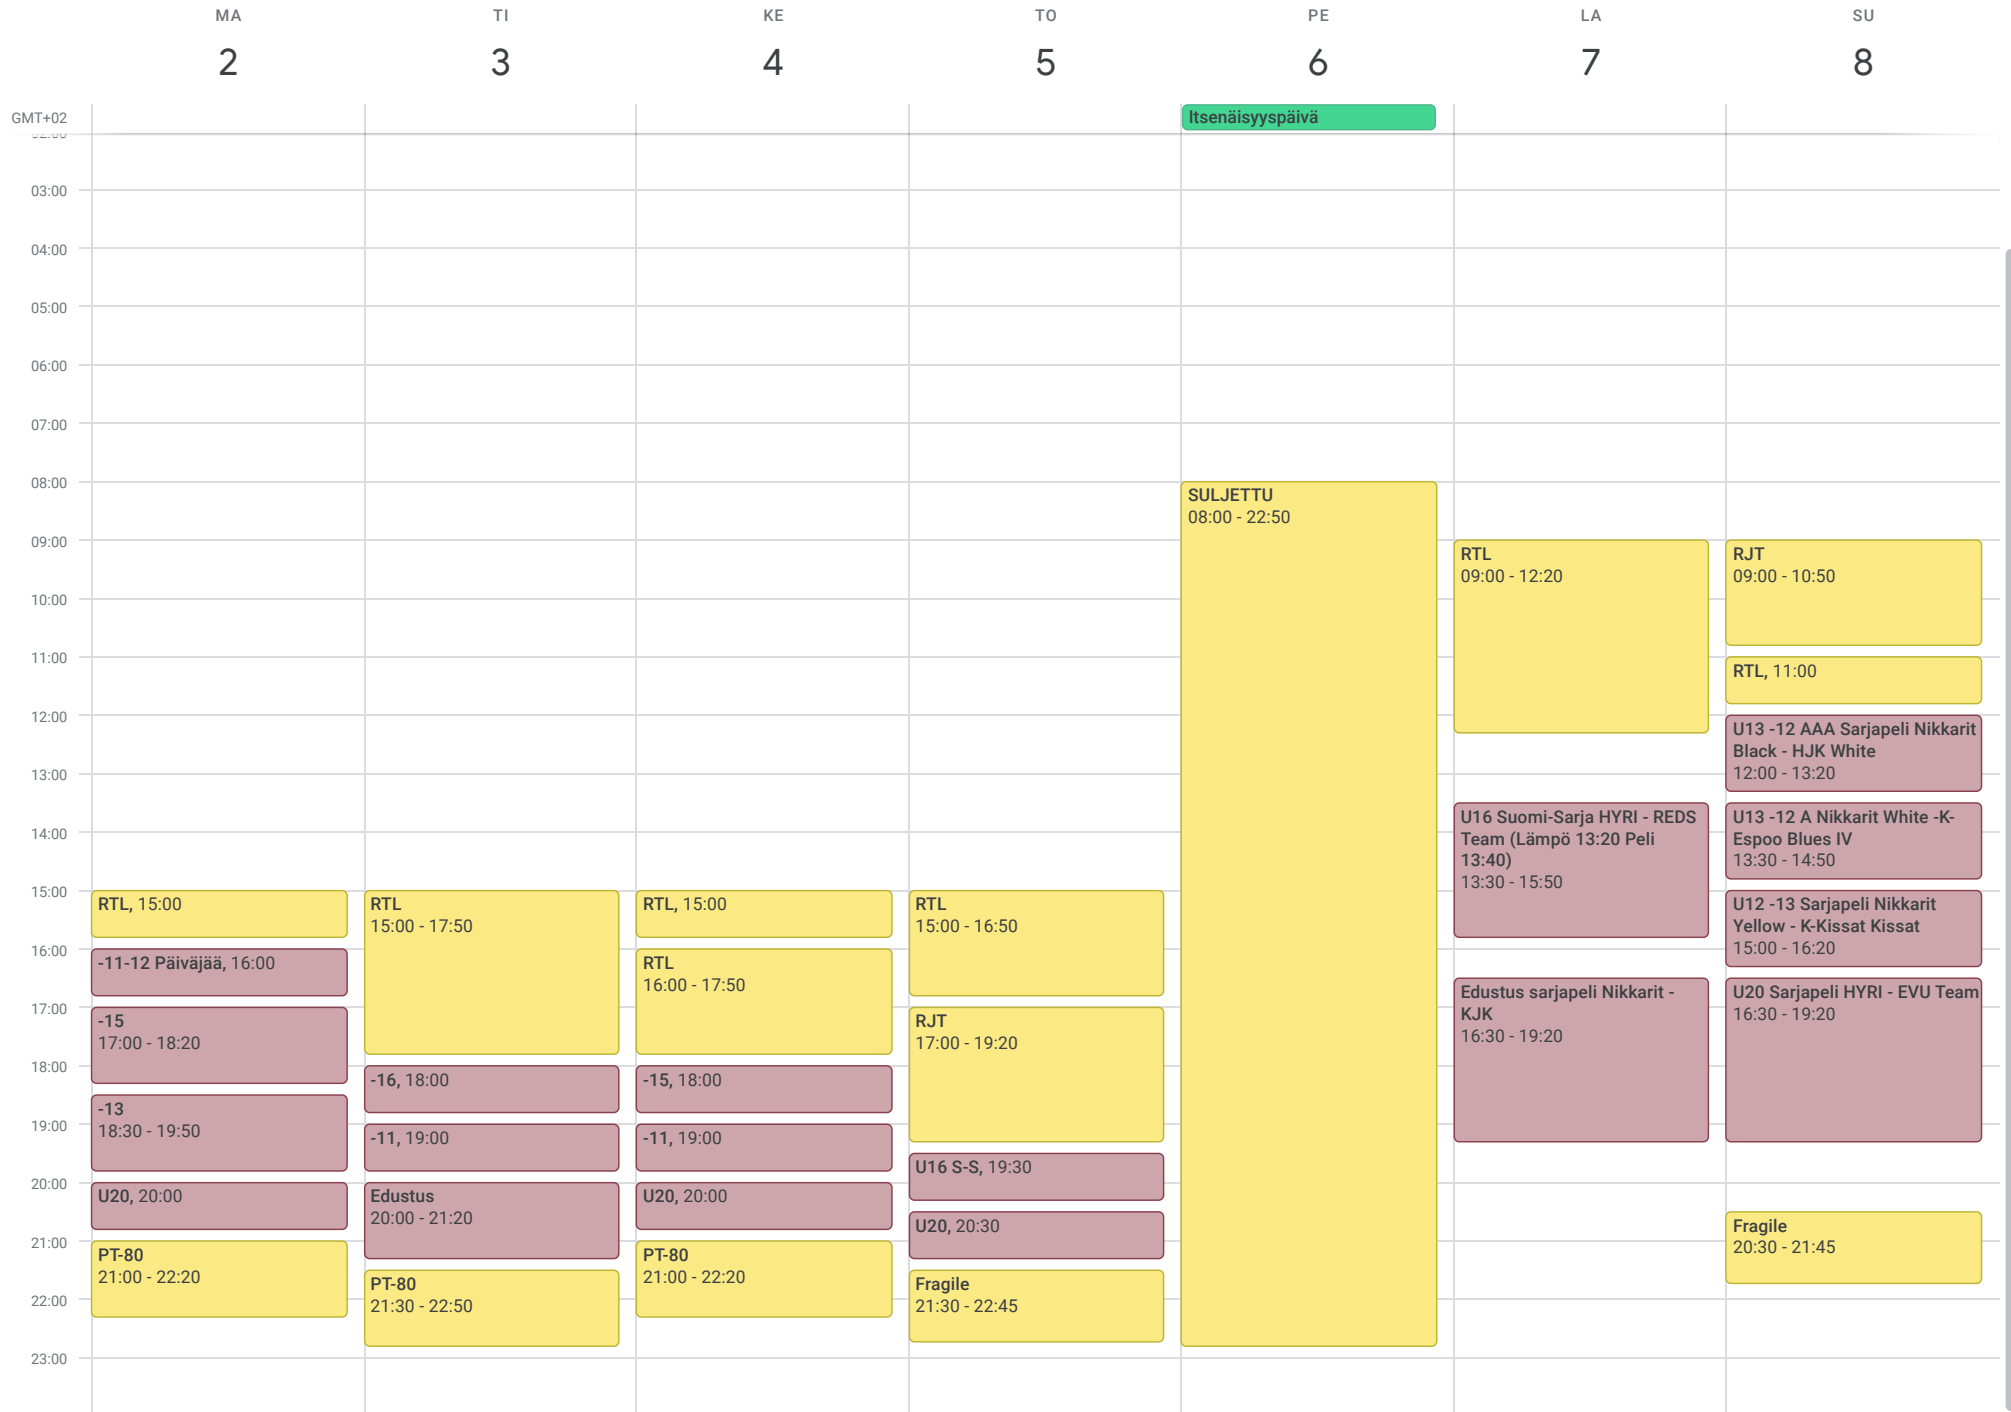 MA
TI
KE
TO
PE
LA
SU
2
3
4
5
6
7
8
GMT+02
Itsenäisyyspäivä
02:00
03:00
04:00
05:00
06:00
07:00
08:00
09:00
10:00
11:00
12:00
13:00
14:00
15:00
16:00
17:00
18:00
19:00
20:00
21:00
22:00
23:00
RTL, 15:00
-11-12 Päiväjää, 16:00
-15
17:00 - 18:20
-13
18:30 - 19:50
U20, 20:00
PT-80
21:00 - 22:20
RTL
15:00 - 17:50
-16, 18:00
-11, 19:00
Edustus
20:00 - 21:20
PT-80
21:30 - 22:50
RTL, 15:00
RTL
16:00 - 17:50
-15, 18:00
-11, 19:00
U20, 20:00
PT-80
21:00 - 22:20
RTL
15:00 - 16:50
RJT
17:00 - 19:20
U16 S-S, 19:30
U20, 20:30
Fragile
21:30 - 22:45
SULJETTU
08:00 - 22:50
RTL
09:00 - 12:20
U16 Suomi-Sarja HYRI - REDS
Team (Lämpö 13:20 Peli
13:40)
13:30 - 15:50
Edustus sarjapeli Nikkarit -
KJK
16:30 - 19:20
RJT
09:00 - 10:50
RTL, 11:00
U13 -12 AAA Sarjapeli Nikkarit
Black - HJK White
12:00 - 13:20
U13 -12 A Nikkarit White -K-
Espoo Blues IV
13:30 - 14:50
U12 -13 Sarjapeli Nikkarit
Yellow - K-Kissat Kissat
15:00 - 16:20
U20 Sarjapeli HYRI - EVU Team
16:30 - 19:20
Fragile
20:30 - 21:45